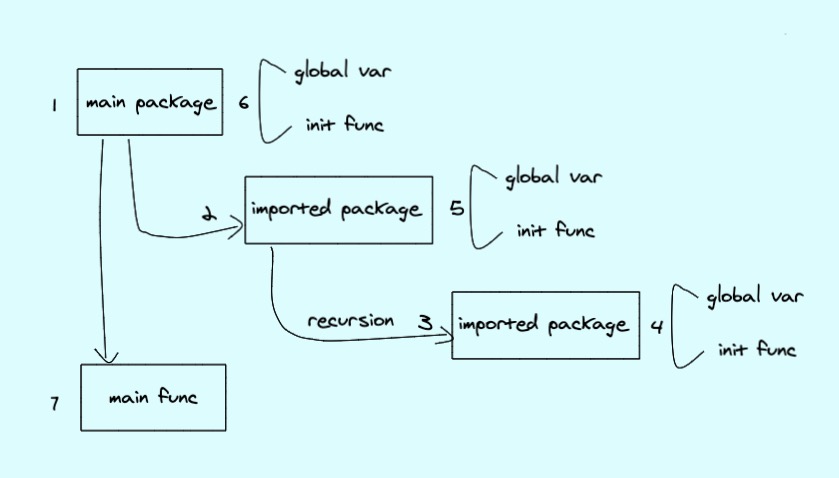 global var
1 main package 6
init func
global var
2 imported package 5
init func
global var
recursion 3 imported package 4
init func
7 main func